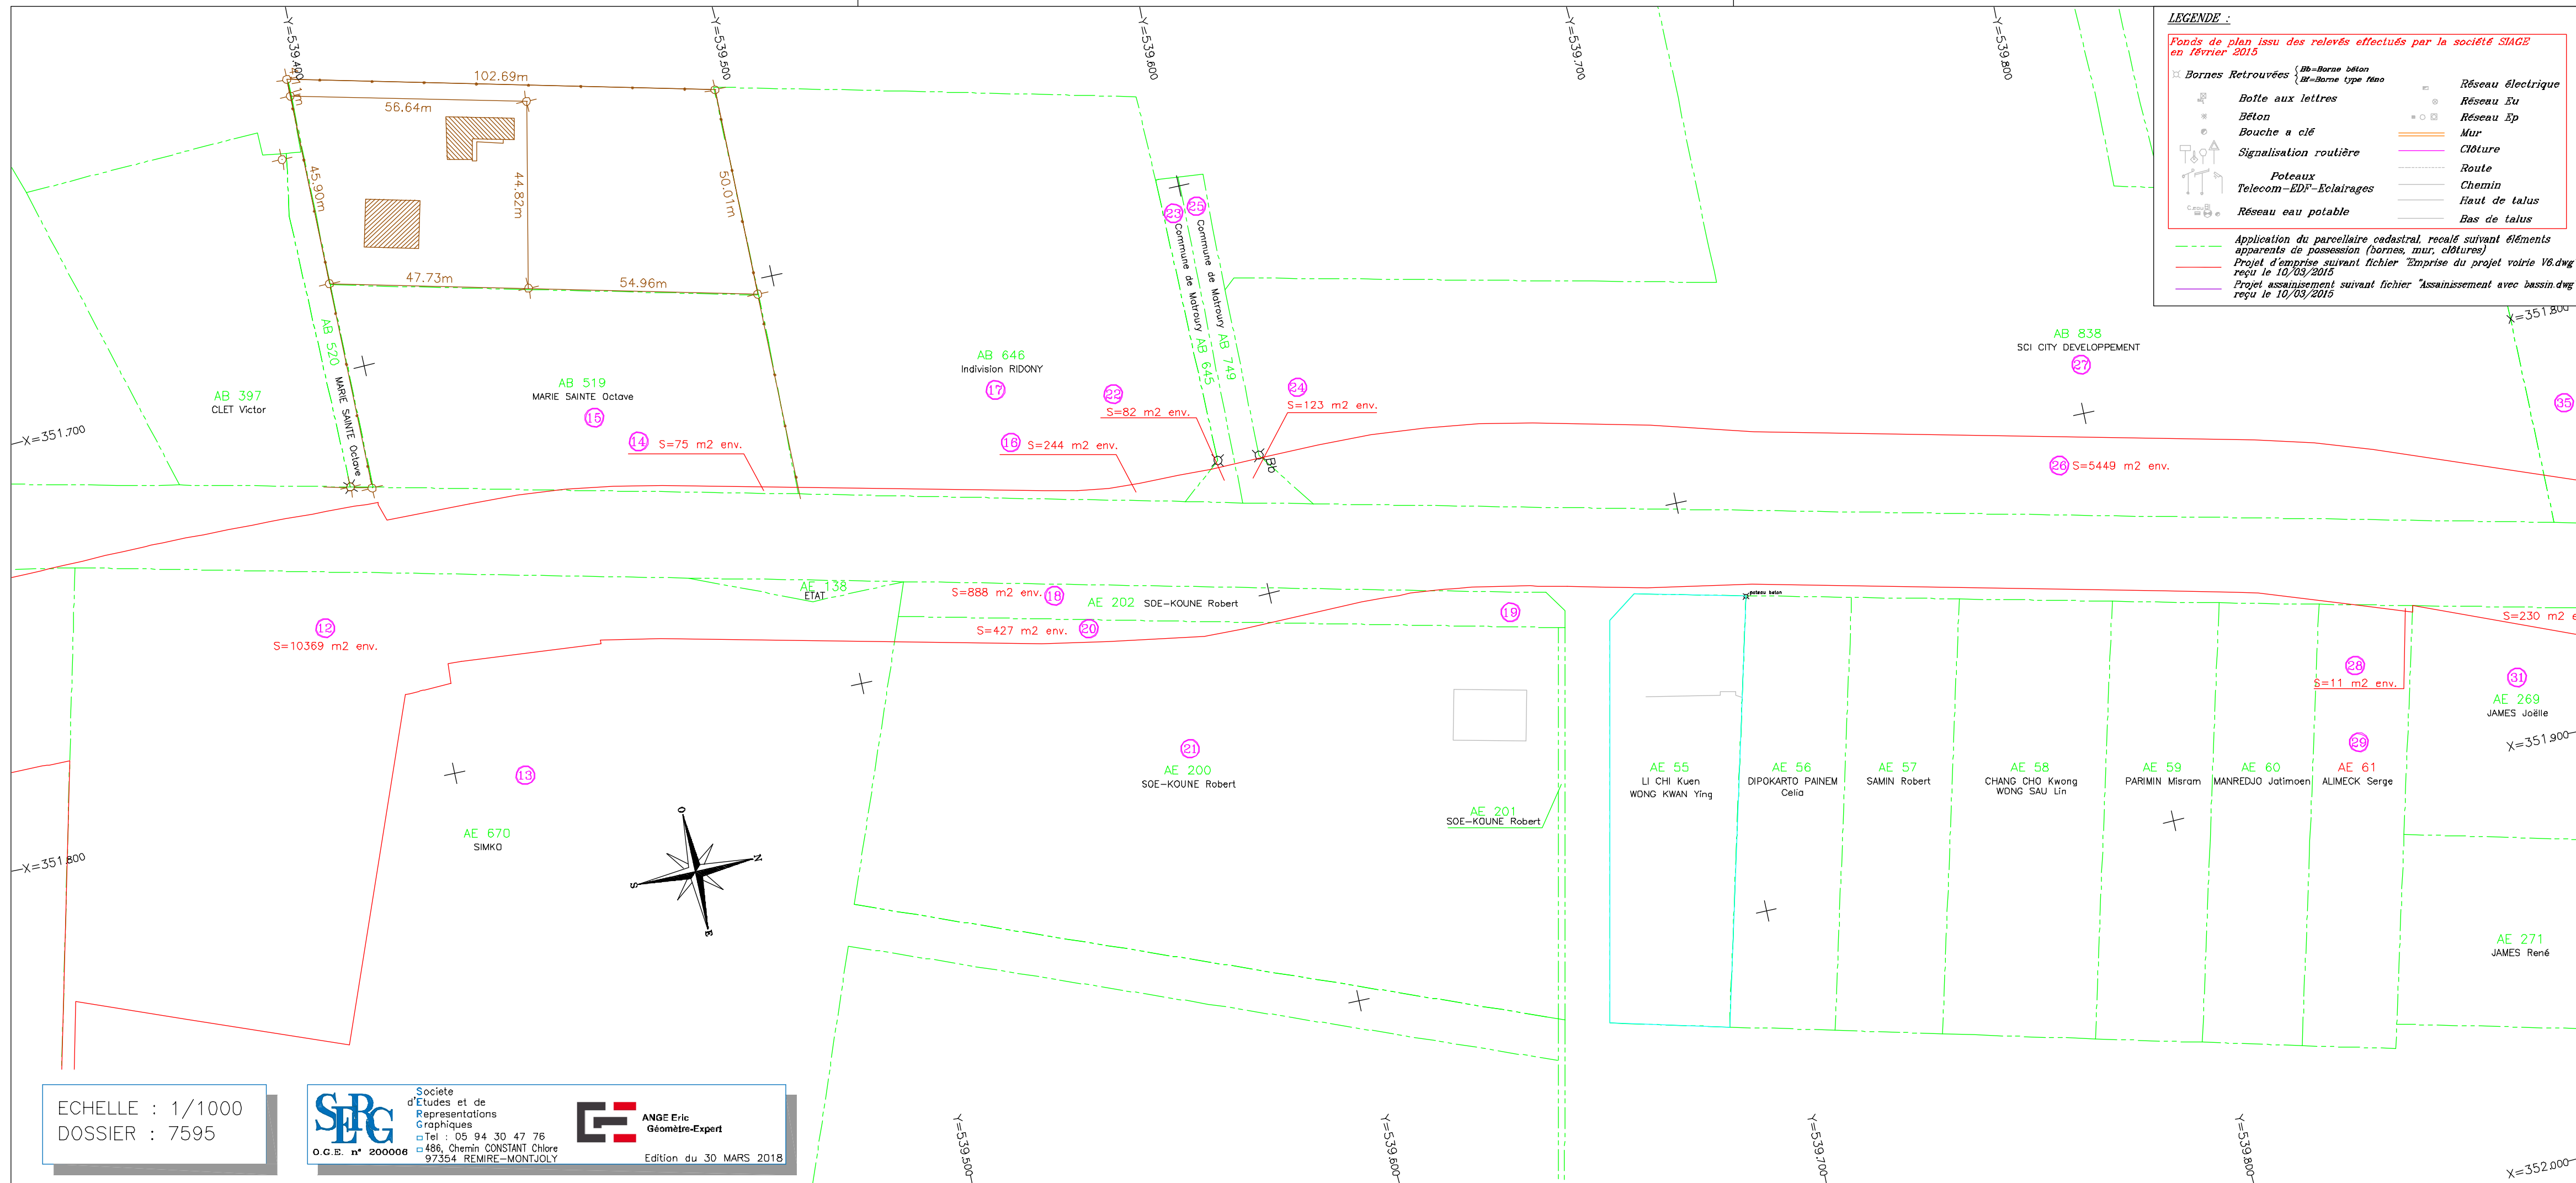 Y=539.400
Y=539.500
Y=539.600
Y=539.700
Y=539.800
LEGENDE :
Fonds de plan issu des relevés effectués par la société SIAGE
en février 2015
Bornes Retrouvées
Bb=Borne béton
Bf=Borne type féno
Boîte aux lettres
Béton
Bouche a clé
Signalisation routière
Poteaux
Telecom-EDF-Eclairages
Réseau eau potable
Réseau électrique
Réseau Eu
Réseau Ep
Mur
Clôture
Route
Chemin
Haut de talus
Bas de talus
Application du parcellaire cadastral, recalé suivant éléments
apparents de possession (bornes, mur, clôtures)
Projet d'emprise suivant fichier "Emprise du projet voirie V6.dwg
reçu le 10/03/2015
Projet assainisement suivant fichier "Assainissement avec bassin.dwg
reçu le 10/03/2015
102.69m
56.64m
45.90m
44.82m
50.01m
47.73m
54.96m
23
25
Commune de Matroury AB 645
Commune de Matroury AB 749
X=351.800
AB 520 MARIE SAINTE Octave
AB 397
CLET Victor
AB 519
MARIE SAINTE Octave
15
14
S=75 m2 env.
AB 646
Indivision RIDONY
17
16
S=244 m2 env.
22
S=82 m2 env.
24
S=123 m2 env.
Bb
AB 838
SCI CITY DEVELOPPEMENT
27
26
S=5449 m2 env.
35
X=351.700
AE 138
ETAT
S=888 m2 env.
18
AE 202 SOE-KOUNE Robert
19
S=427 m2 env.
20
poteau beton
12
S=10369 m2 env.
S=230 m2 e
28
S=11 m2 env.
31
AE 269
JAMES Joëlle
29
X=351.900
13
21
AE 200
SOE-KOUNE Robert
AE 201
SOE-KOUNE Robert
AE 55
LI CHI Kuen
WONG KWAN Ying
AE 56
DIPOKARTO PAINEM
Celia
AE 57
SAMIN Robert
AE 58
CHANG CHO Kwong
WONG SAU Lin
AE 59
PARIMIN Misram
AE 60
MANREDJO Jatimoen
AE 61
ALIMECK Serge
AE 670
SIMKO
X=351.800
O
N
S
E
AE 271
JAMES René
ECHELLE : 1/1000
DOSSIER : 7595
SERG
O.G.E. n° 200006
Societe
d'Etudes et de
Representations
Graphiques
Tel : 05 94 30 47 76
486, Chemin CONSTANT Chlore
97354 REMIRE-MONTJOLY
ANGE Eric
Géomètre-Expert
Edition du 30 MARS 2018
Y=539.500
Y=539.600
Y=539.700
Y=539.800
X=352.000